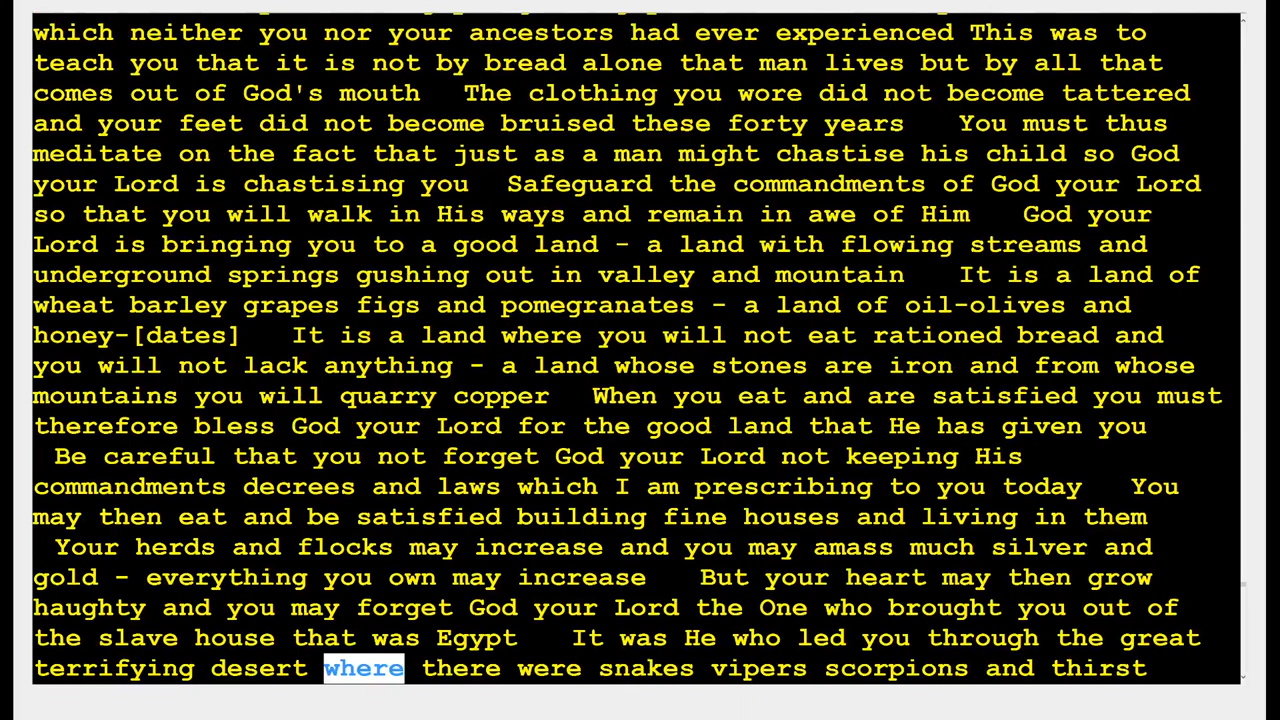 which neither you nor your ancestors had ever experienced This was to
teach you that it is not by bread alone that man lives but by all that
comes out of God's mouth The clothing you wore did not become tattered
and your feet did not become bruised these forty years You must thus
meditate on the fact that just as a man might chastise his child so God
your Lord is chastising you Safeguard the commandments of God your Lord
so that you will walk in His ways and remain in awe of Him God your
Lord is bringing you to a good land - a land with flowing streams and
underground springs gushing out in valley and mountain It is a land of
wheat barley grapes figs and pomegranates - a land of oil-olives and
honey-[dates] It is a land where you will not eat rationed bread and
you will not lack anything - a land whose stones are iron and from whose
mountains you will quarry copper When you eat and are satisfied you must
therefore bless God your Lord for the good land that He has given you
Be careful that you not forget God your Lord not keeping His
commandments decrees and laws which I am prescribing to you today You
may then eat and be satisfied building fine houses and living in them
Your herds and flocks may increase and you may amass much silver and
gold - everything you own may increase But your heart may then grow
haughty and you may forget God your Lord the One who brought you out of
the slave house that was Egypt It was He who led you through the great
terrifying desert where there were snakes vipers scorpions and thirst